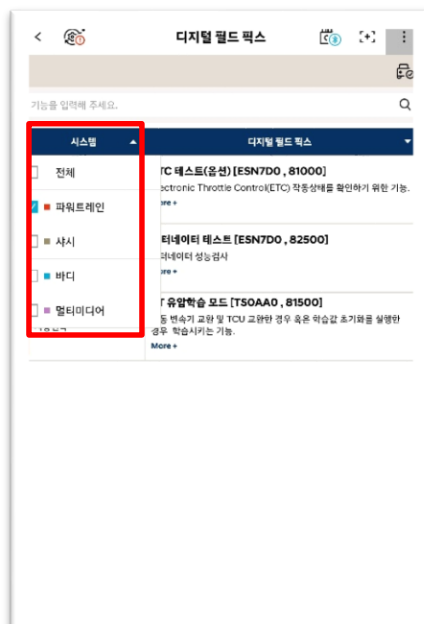 디지털 필드 픽스
기능을 입력해 주세요.
시스템
디지털 필드 픽스
전체
파워트레인
샤시
바디
멀티미디어
TC 테스트(옵션) [ESN7D0 , 81000]
ectronic Throttle Control(ETC) 작동상태를 확인하기 위한 기능.
ore +
터네이터 테스트 [ESN7D0 , 82500]
터네이터 성능검사
ore +
T 유압학습 모드 [TSOAA0 , 81500]
동 변속기 교환 및 TCU 교환한 경우 혹은 학습값 초기화를 실행한
경우 학습시키는 기능.
More +